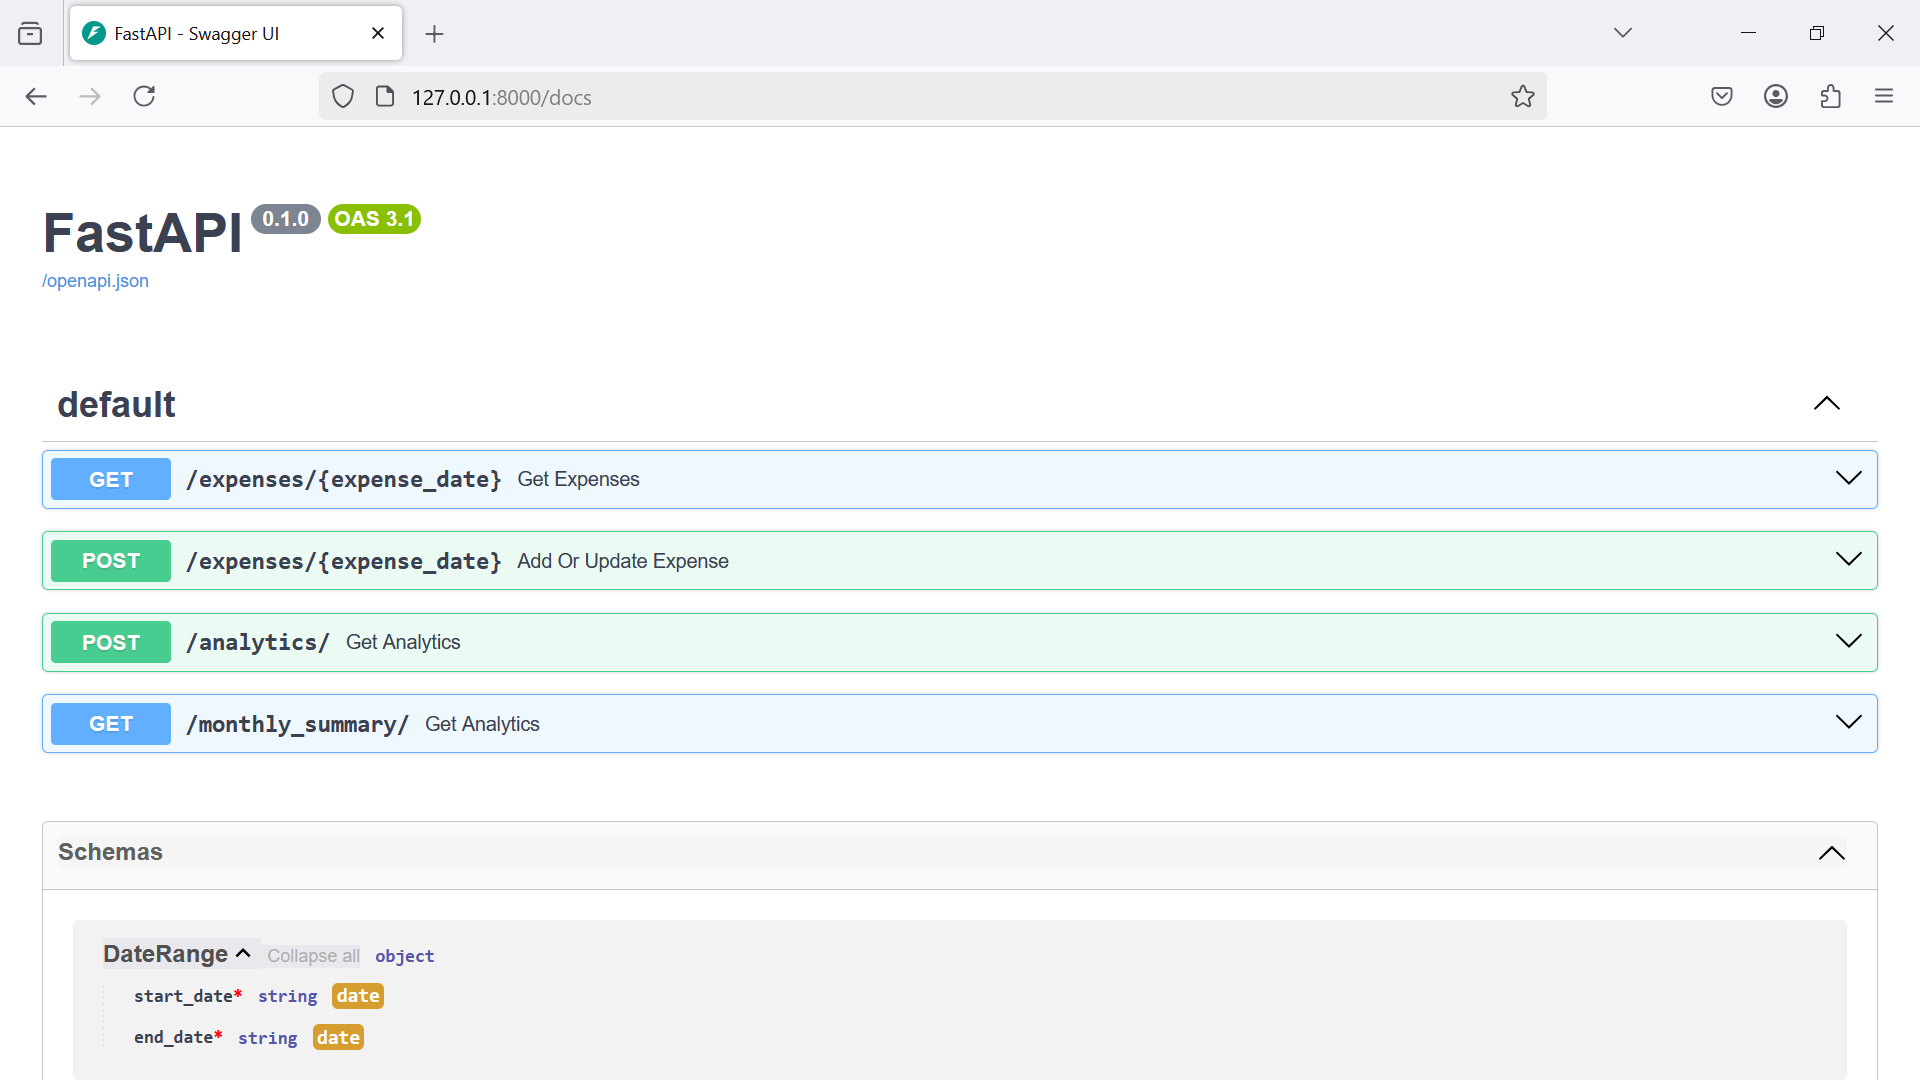 FastAPI - Swagger UI
127.0.0.1:8000/docs
FastAPI 0.1.0 OAS 3.1
/openapi.json
default
GET /expenses/{expense_date} Get Expenses
POST /expenses/{expense_date} Add Or Update Expense
POST /analytics/ Get Analytics
GET /monthly_summary/ Get Analytics
Schemas
DateRange Collapse all object
start_date* string date
end_date* string date